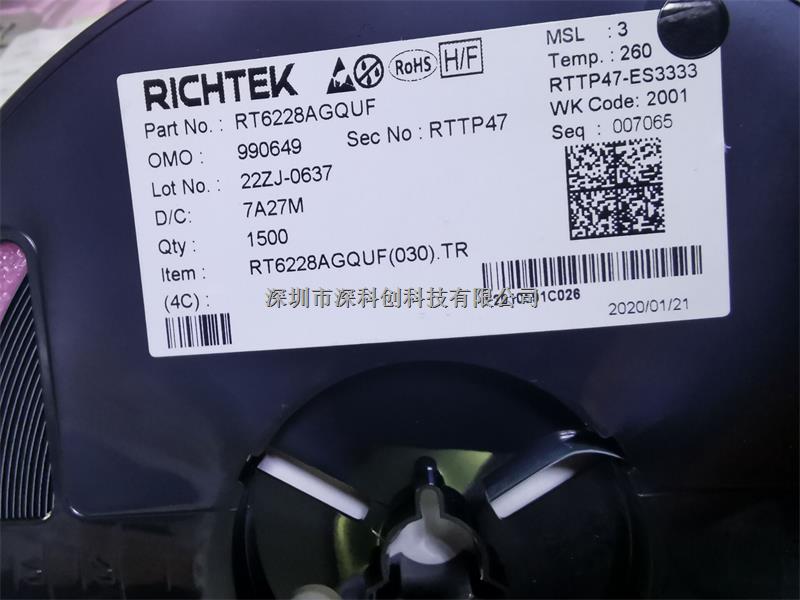 RICHTEK
RoHS
H/F
MSL : 3
Temp. : 260
RTTP47-ES3333
WK Code: 2001
Seq : 007065
Part No. : RT6228AGQUF
OMO : 990649 Sec No : RTTP47
Lot No. : 22ZJ-0637
D/C: 7A27M
Qty : 1500
Item : RT6228AGQUF(030).TR
(4C) :
深圳市深科创科技有限公司
2020/01/21